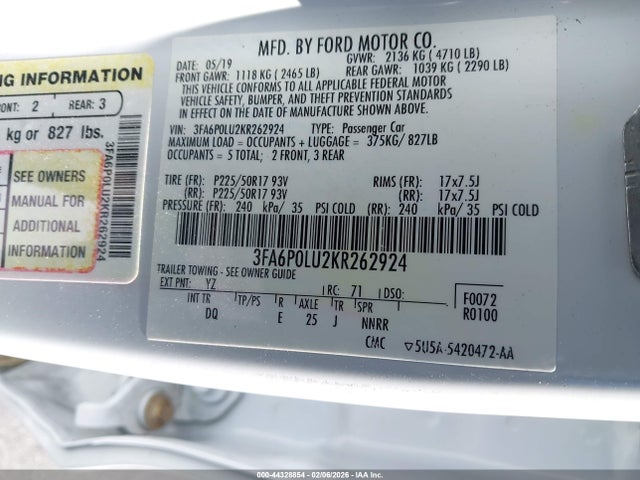 NG INFORMATION
RONT: 2 REAR: 3
kg or 827 lbs.
SEE OWNERS
MANUAL FOR
ADDITIONAL
INFORMATION
3FA6P0LU2KR262924
MFD. BY FORD MOTOR CO.
05/19 GVWR: 2136 KG ( 4710 LB)
FRONT GAWR: 1118 KG ( 2465 LB) REAR GAWR: 1039 KG ( 2290 LB)
THIS VEHICLE CONFORMS TO ALL APPLICABLE FEDERAL MOTOR
VEHICLE SAFETY, BUMPER, AND THEFT PREVENTION STANDARDS
IN EFFECT ON THE DATE OF MANUFACTURE SHOWN ABOVE.
VIN: 3FA6P0LU2KR262924 TYPE: Passenger Car
MAXIMUM LOAD = OCCUPANTS + LUGGAGE = 375KG/ 827LB
OCCUPANTS = 5 TOTAL; 2 FRONT, 3 REAR
TIRE (FR): P225/50R17 93V RIMS (FR): 17x7.5J
(RR): P225/50R17 93V (RR): 17x7.5J
PRESSURE (FR): 240 kPa/ 35 PSI COLD (RR): 240 kPa/ 35 PSI COLD
3FA6P0LU2KR262924
TRAILER TOWING - SEE OWNER GUIDE
EXT PNT: YZ RC: 71 DSO: F0072
INT TR TP/PS R AXLE TR SPR R0100
DQ E 25 J NNRR
CMC ▽5U5A-5420472-AA
000-44328854 | 02/06/2026 - COPART IAA